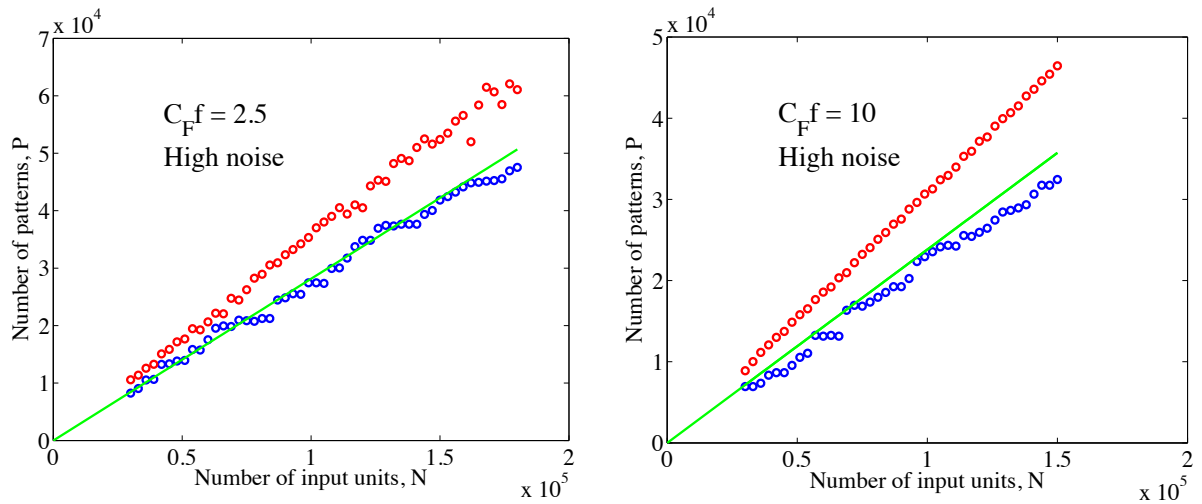 x 10^4
7
6
5
4
3
2
1
0
0
0.5
1
1.5
2
x 10^5
Number of patterns, P
Number of input units, N
C_F f = 2.5
High noise
x 10^4
5
4
3
2
1
0
0
0.5
1
1.5
2
x 10^5
Number of patterns, P
Number of input units, N
C_F f = 10
High noise